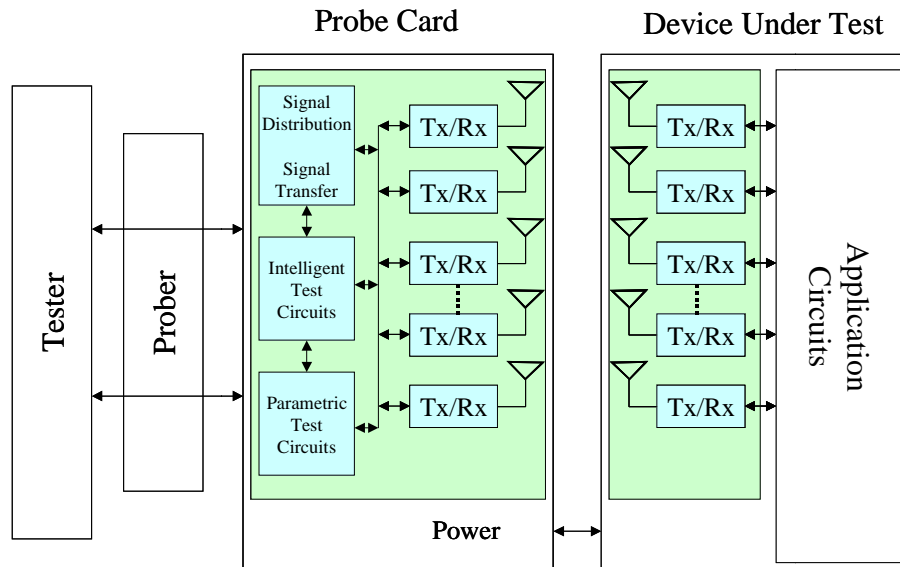 Probe Card
Device Under Test
Tester
Prober
Signal
Distribution
Signal
Transfer
Intelligent
Test
Circuits
Parametric
Test
Circuits
Tx/Rx
Tx/Rx
Tx/Rx
Tx/Rx
Tx/Rx
Power
Tx/Rx
Tx/Rx
Tx/Rx
Tx/Rx
Tx/Rx
Application
Circuits